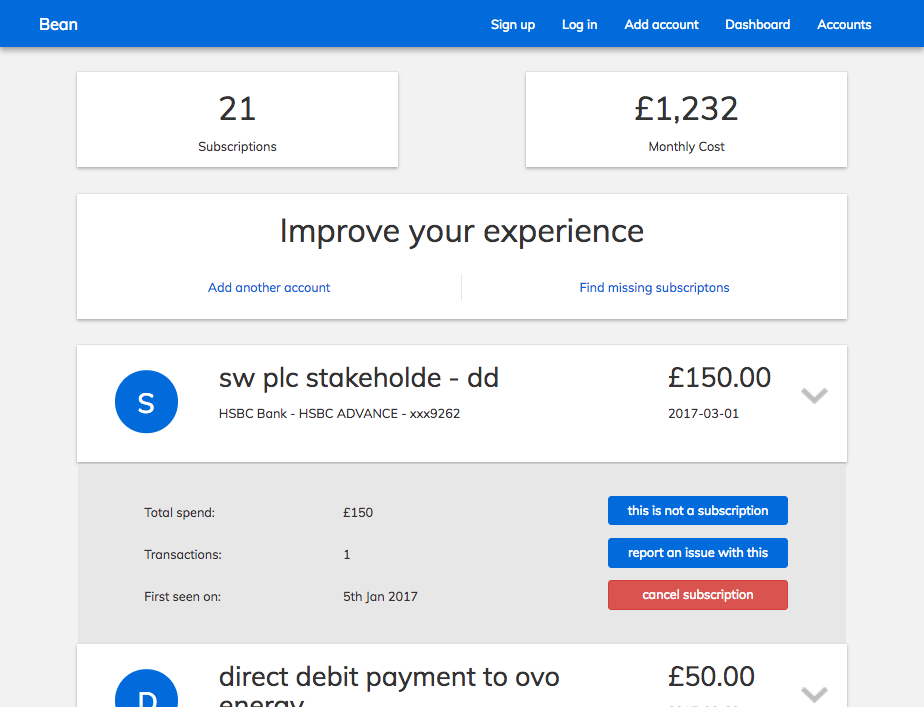 Bean Sign up Log in Add account Dashboard Accounts
21 £1,232
Subscriptions Monthly Cost
Improve your experience
Add another account Find missing subscriptons
S sw plc stakeholde - dd £150.00
HSBC Bank - HSBC ADVANCE - xxx9262 2017-03-01
Total spend: £150 this is not a subscription
Transactions: 1 report an issue with this
First seen on: 5th Jan 2017 cancel subscription
D direct debit payment to ovo £50.00
energy